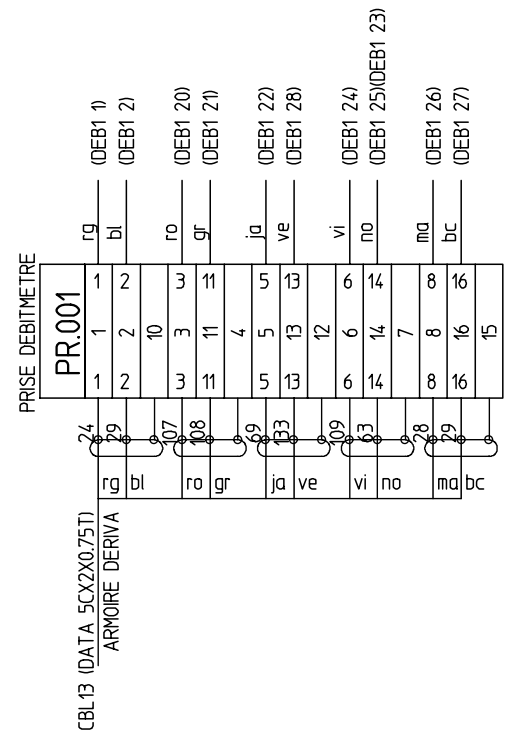 (DEB1 1)
(DEB1 2)
(DEB1 20)
(DEB1 21)
(DEB1 22)
(DEB1 28)
(DEB1 24)
(DEB1 25)(DEB1 23)
(DEB1 26)
(DEB1 27)
rg bl ro gr ja ve vi no ma bc
PRISE DEBITMETRE
PR.001
1 2 3 11 5 13 6 14 8 16
1 2 10 3 11 4 5 13 12 6 14 7 8 16 15
1 2 3 11 5 13 6 14 8 16
24 29 107 108 69 133 109 63 28 29
rg bl ro gr ja ve vi no ma bc
CBL13 (DATA 5CX2X0.75T)
ARMOIRE DERIVA